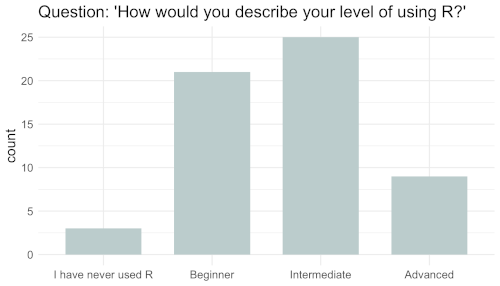 Question: 'How would you describe your level of using R?'
25
20
15
10
5
0
count
I have never used R
Beginner
Intermediate
Advanced